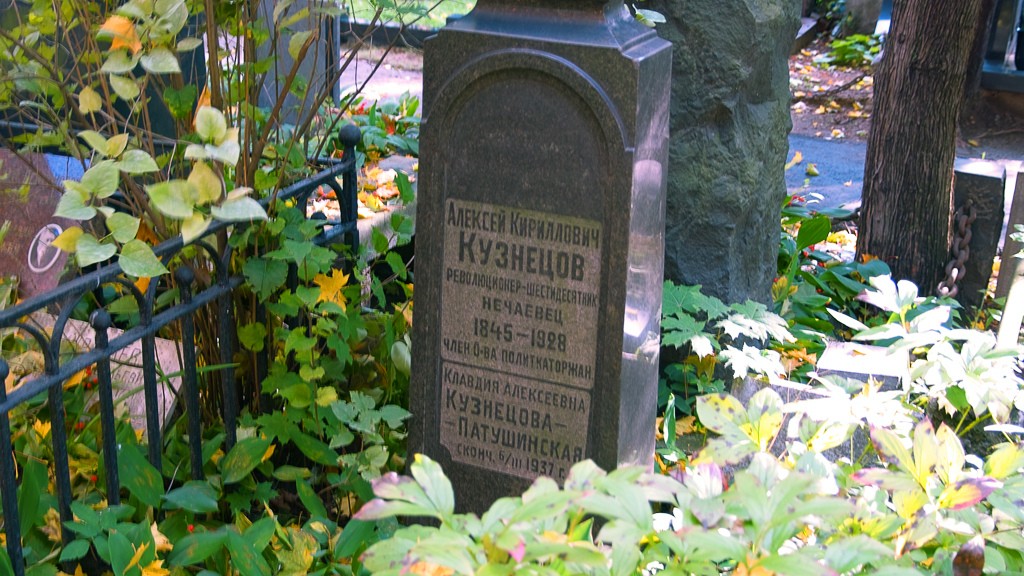 Алексей Кириллович
Кузнецов
революционер-шестидесятник
нечаевец
1845–1928
член о-ва политкаторжан
Клавдия Алексеевна
Кузнецова–
–Патушинская
сконч. 6/III 1937 г.